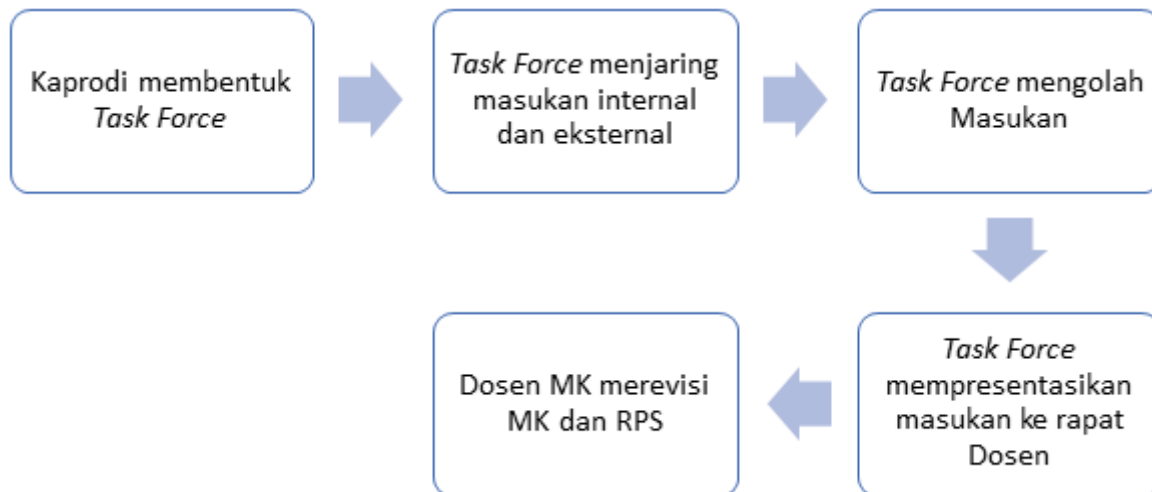 Kaprodi membentuk
Task Force
Task Force menjaring
masukan internal
dan eksternal
Task Force mengolah
Masukan
Task Force
mempresentasikan
masukan ke rapat
Dosen
Dosen MK merevisi
MK dan RPS